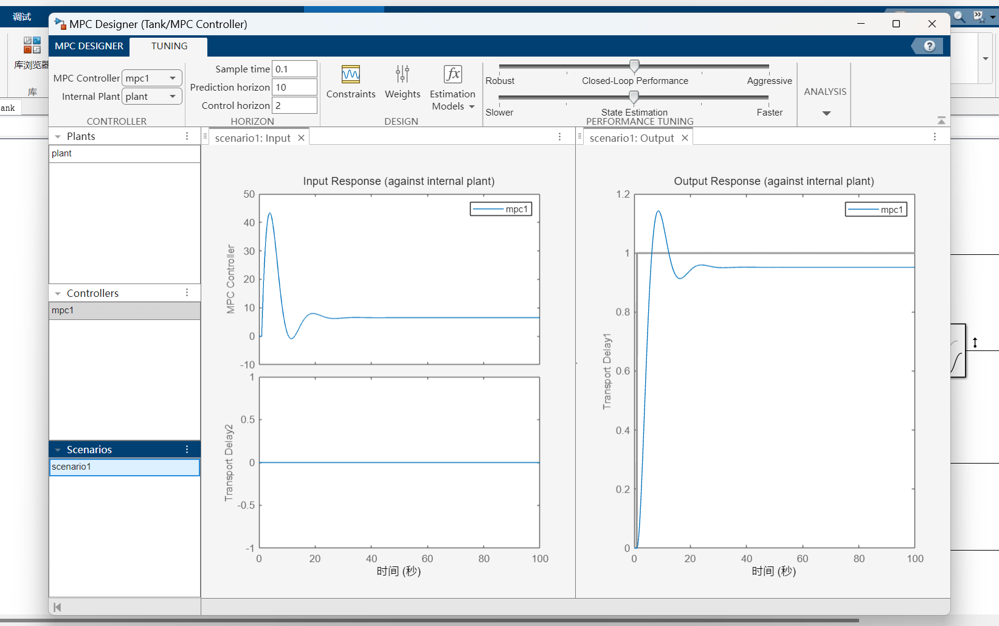 调试
MPC Designer (Tank/MPC Controller)
MPC DESIGNER
TUNING
库浏览器
库
ank
MPC Controller mpc1
Internal Plant plant
CONTROLLER
Sample time 0.1
Prediction horizon 10
Control horizon 2
HORIZON
Constraints
Weights
Estimation
Models
DESIGN
Robust Closed-Loop Performance Aggressive
Slower State Estimation Faster
PERFORMANCE TUNING
ANALYSIS
Plants
plant
Controllers
mpc1
Scenarios
scenario1
scenario1: Input
Input Response (against internal plant)
mpc1
50
40
30
20
10
0
-10
MPC Controller
1
0.5
0
-0.5
-1
Transport Delay2
0 20 40 60 80 100
时间 (秒)
scenario1: Output
Output Response (against internal plant)
mpc1
1.2
1
0.8
0.6
0.4
0.2
0
Transport Delay1
0 20 40 60 80 100
时间 (秒)